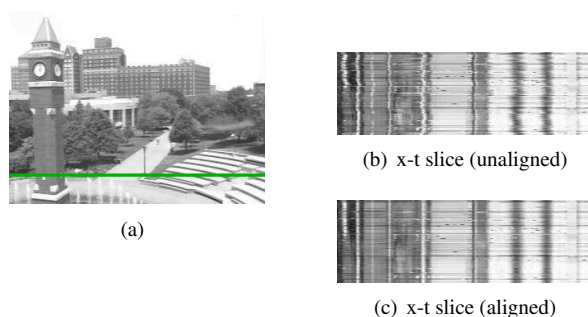 (a)
(b) x-t slice (unaligned)
(c) x-t slice (aligned)